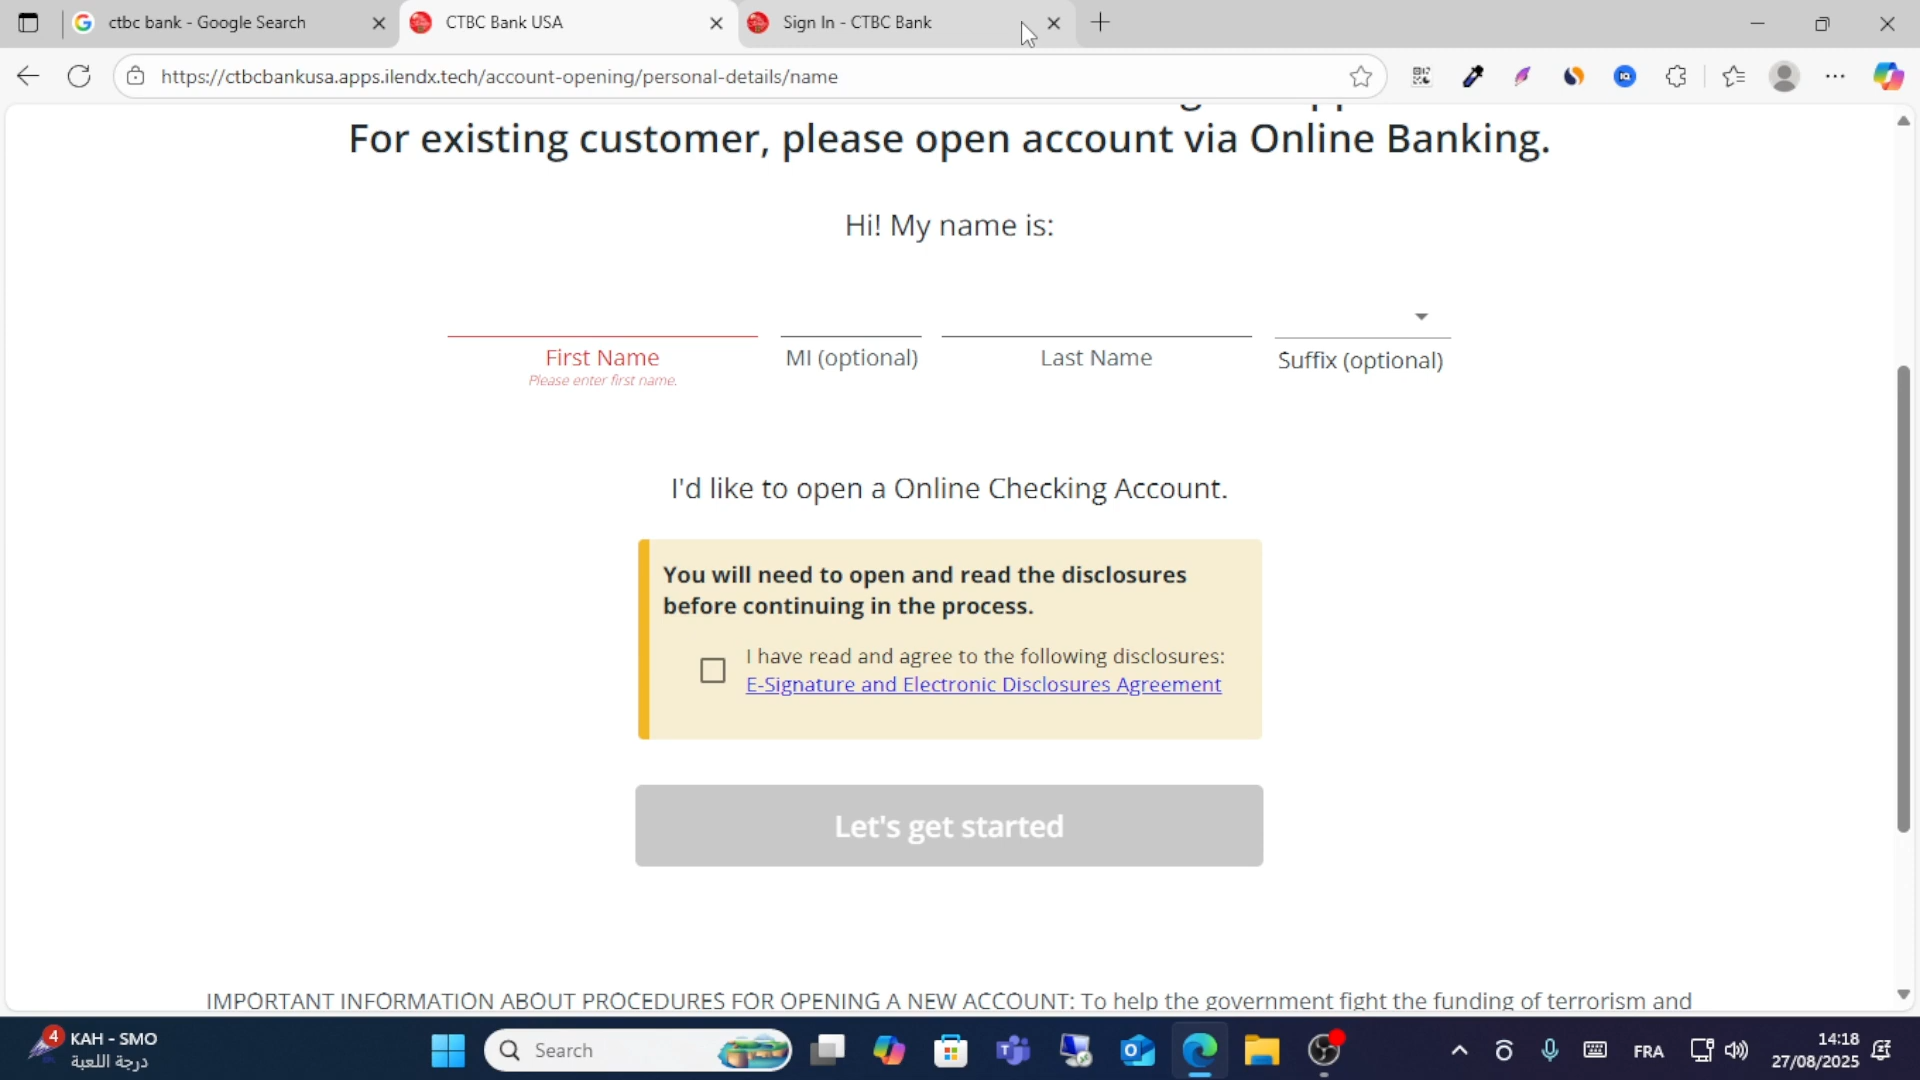 ctbc bank - Google Search
CTBC Bank USA
Sign In - CTBC Bank
https://ctbcbankusa.apps.ilendx.tech/account-opening/personal-details/name
For existing customer, please open account via Online Banking.
Hi! My name is:
First Name
Please enter first name.
MI (optional)
Last Name
Suffix (optional)
I'd like to open a Online Checking Account.
You will need to open and read the disclosures
before continuing in the process.
I have read and agree to the following disclosures:
E-Signature and Electronic Disclosures Agreement
Let's get started
IMPORTANT INFORMATION ABOUT PROCEDURES FOR OPENING A NEW ACCOUNT: To help the government fight the funding of terrorism and
4
KAH - SMO
درجة اللعبة
Search
FRA
14:18
27/08/2025